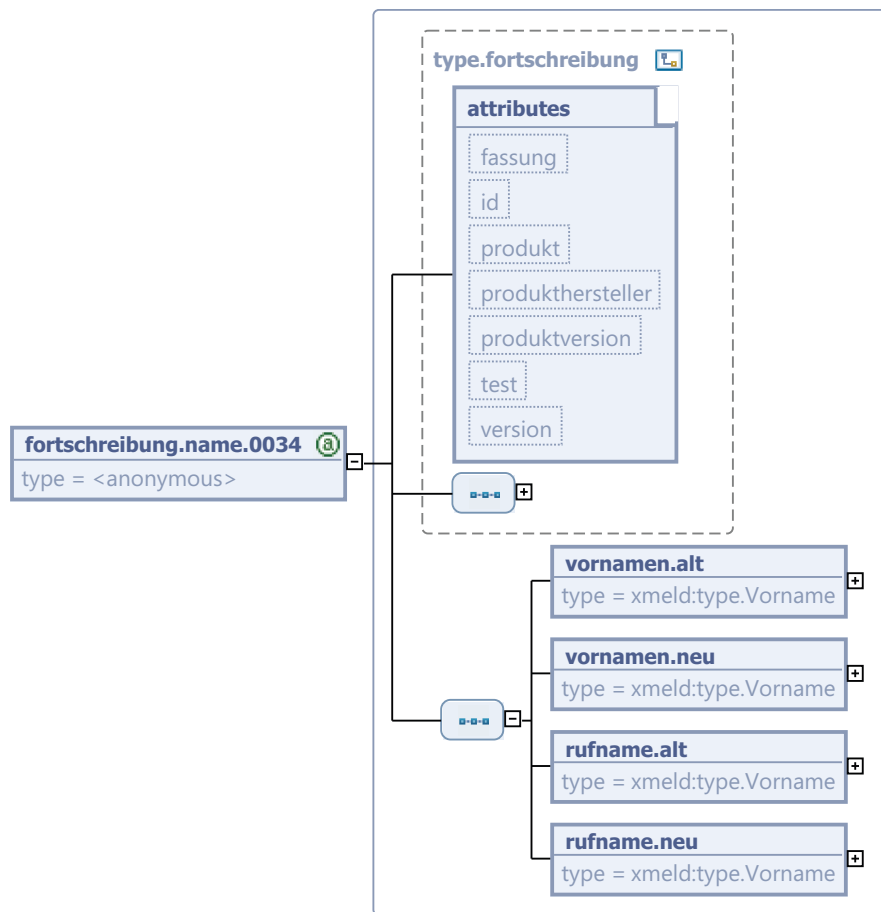 type.fortschreibung
attributes
fassung
id
produkt
produkthersteller
produktversion
test
version
fortschreibung.name.0034 @
type = <anonymous>
vornamen.alt
type = xmeld:type.Vorname
vornamen.neu
type = xmeld:type.Vorname
rufname.alt
type = xmeld:type.Vorname
rufname.neu
type = xmeld:type.Vorname